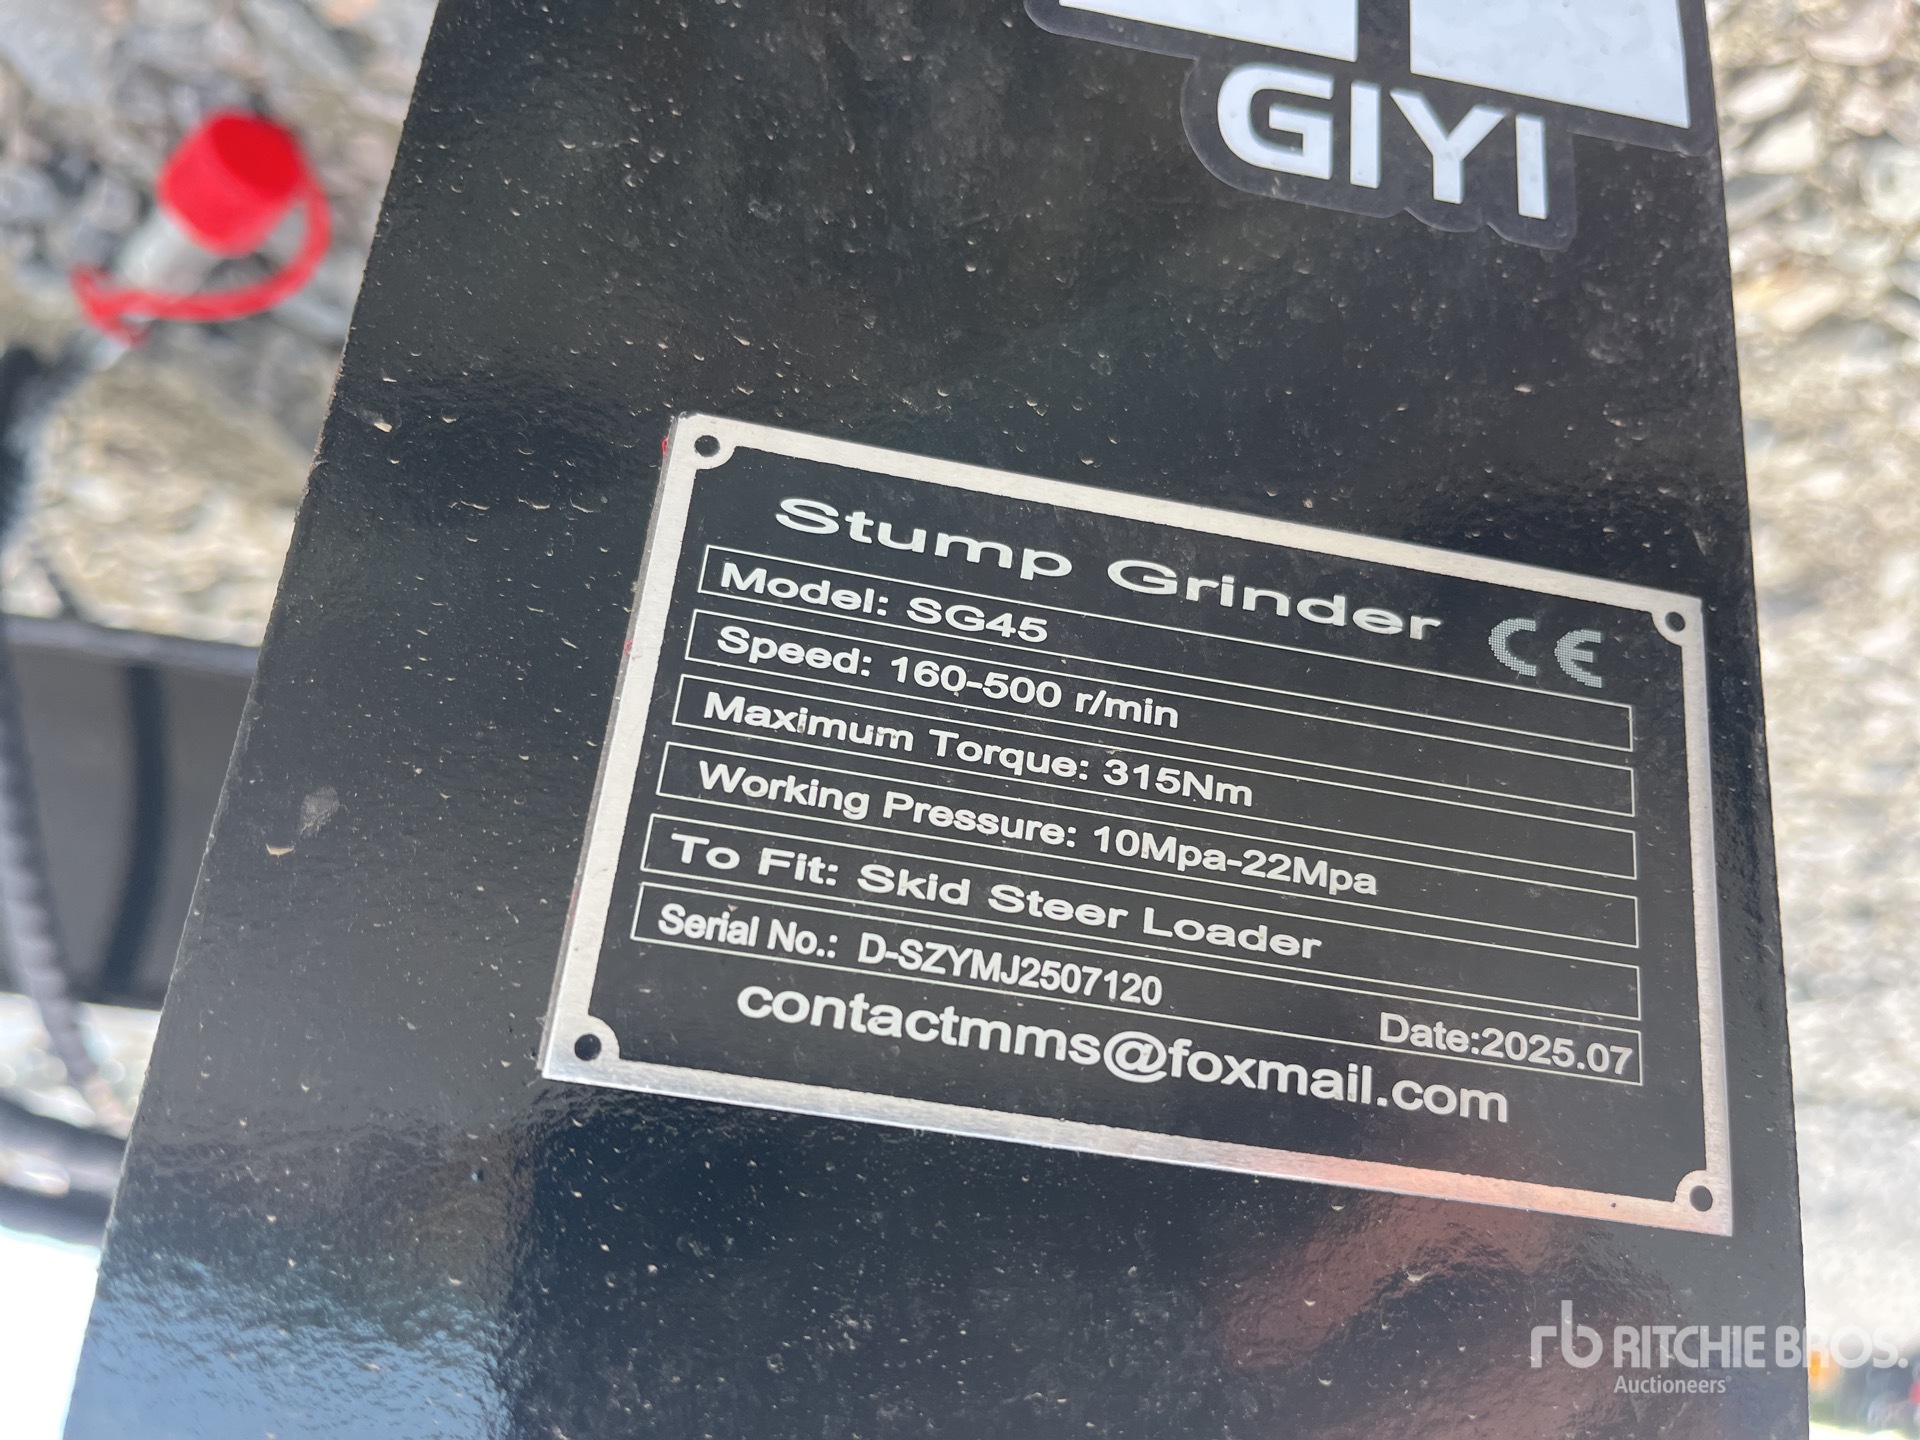 GIYI
Stump Grinder
CE
Model: SG45
Speed: 160-500 r/min
Maximum Torque: 315Nm
Working Pressure: 10Mpa-22Mpa
To Fit: Skid Steer Loader
Serial No.: D-SZYMJ2507120
Date:2025.07
contactmms@foxmail.com
rb RITCHIE BROS.
Auctioneers